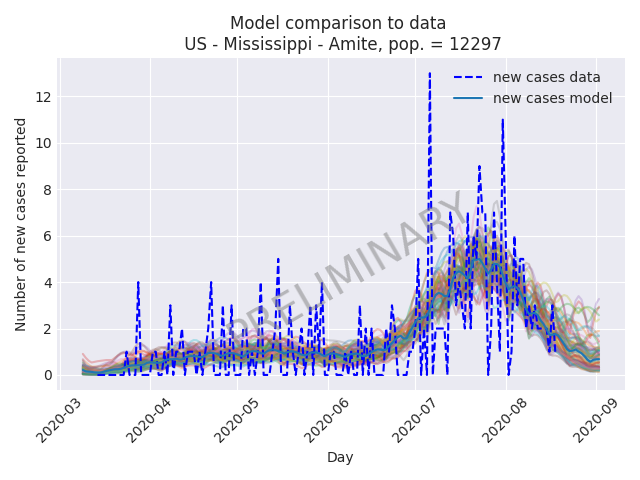 Model comparison to data
US - Mississippi - Amite, pop. = 12297
new cases data
new cases model
Number of new cases reported
12
10
8
6
4
2
0
PRELIMINARY
2020-03
2020-04
2020-05
2020-06
2020-07
2020-08
2020-09
Day